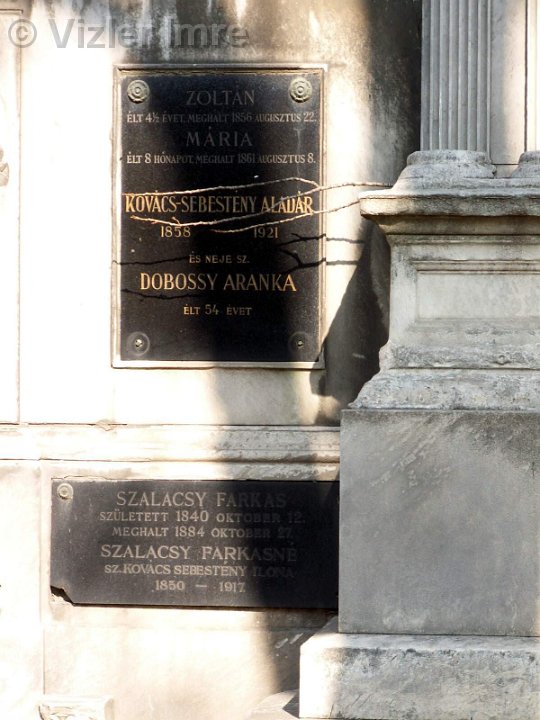 © Vizler Imre
ZOLTÁN
ÉLT 4½ ÉVET, MEGHALT 1856 AUGUSZTUS 22.
MÁRIA
ÉLT 8 HÓNAPOT, MEGHALT 1861 AUGUSZTUS 8.
KOVÁCS-SEBESTÉNY ALADÁR
1858 1921
ÉS NEJE SZ.
DOBOSSY ARANKA
ÉLT 54 ÉVET
SZALACSY FARKAS
SZÜLETETT 1840 OKTOBER 12.
MEGHALT 1884 OKTOBER 27.
SZALACSY FARKASNÉ
SZ. KOVÁCS SEBESTÉNY ILONA
1850 — 1917